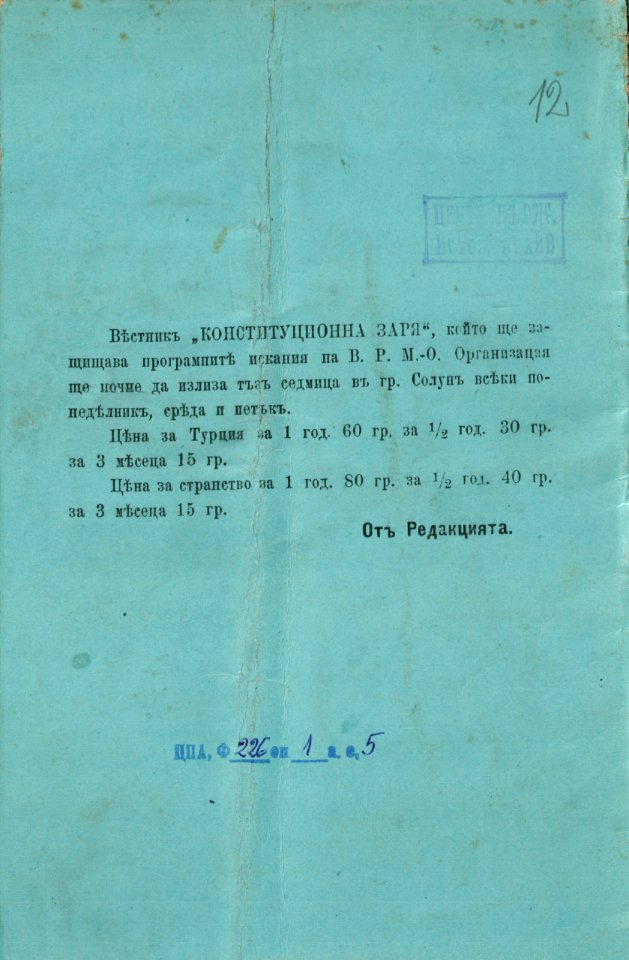 12
Вѣстникъ „КОНСТИТУЦИОННА ЗАРЯ“, който ще за-
щищава програмнитѣ искания на В. Р. М.-О. Организация
ще почне да излиза тъзъ седмица въ гр. Солунъ всѣки по-
недѣлникъ, срѣда и петъкъ.
Цѣна за Турция за 1 год. 60 гр. за 1/2 год. 30 гр.
за 3 мѣсеца 15 гр.
Цѣна за странство за 1 год. 80 гр. за 1/2 год. 40 гр.
за 3 мѣсеца 15 гр.
Отъ Редакцията.
ЦПА, Ф 226 оп 1 а. е. 5